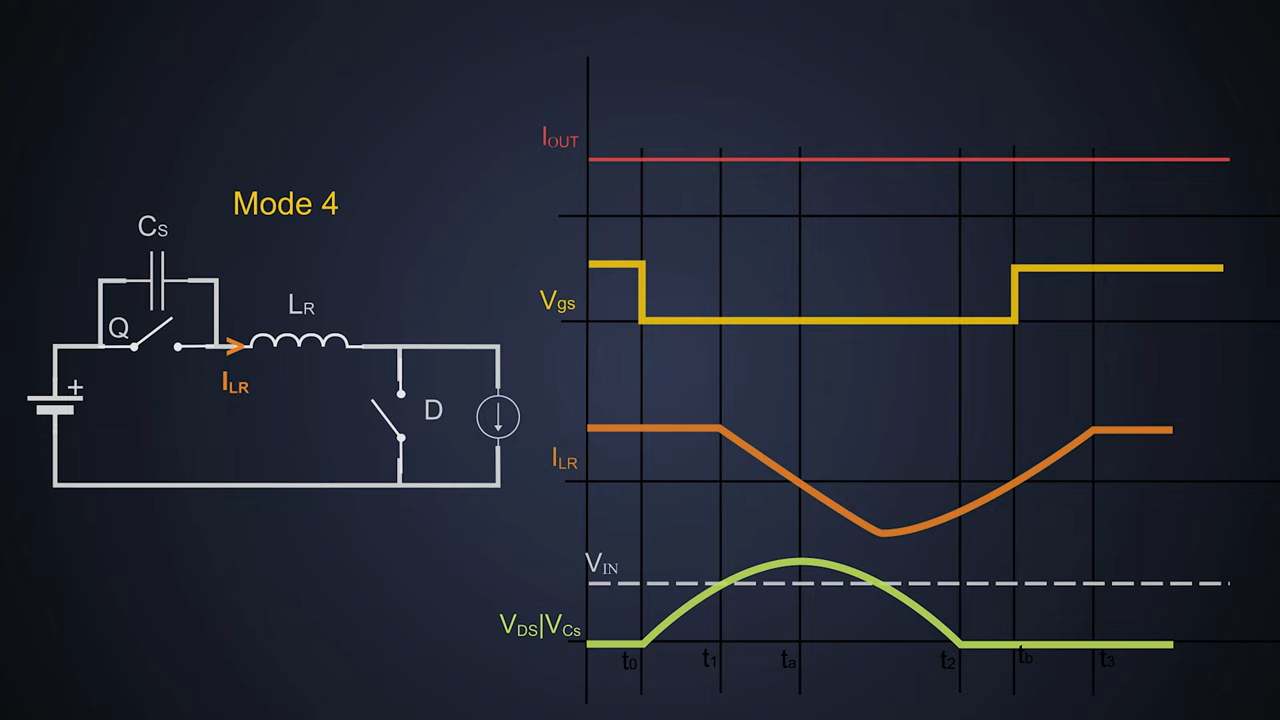 Mode 4
CS
Q
LR
ILR
+
D
IOUT
Vgs
ILR
VIN
VDS|VCs
t0 t1 ta t2 tb t3